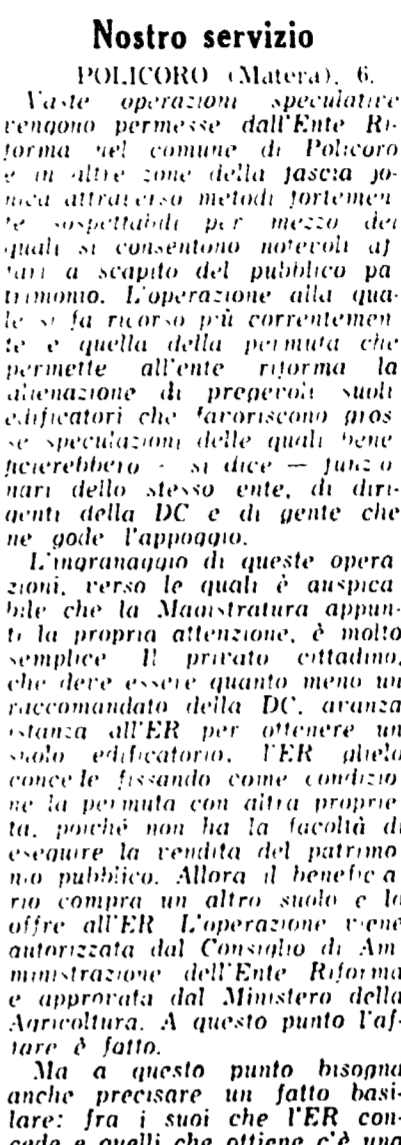 Nostro servizio
POLICORO (Matera), 6.
Vaste operazioni speculative
vengono permesse dall'Ente Ri-
forma nel comune di Policoro
e in altre zone della fascia jo-
nica attraverso metodi fortemen
te sospettabili per mezzo dei
quali si consentono notevoli af
fari a scapito del pubblico pa
trimonio. L'operazione alla qua-
le si fa ricorso più correntemen
te è quella della permuta che
permette all'ente riforma la
alienazione di pregevoli suoli
edificatori che favoriscono gros
se speculazioni delle quali bene
ficierebbero - si dice — funzio
nari dello stesso ente, di diri-
genti della DC e di gente che
ne gode l'appoggio.
L'ingranaggio di queste opera
zioni, verso le quali è auspica
bile che la Magistratura appun-
ti la propria attenzione, è molto
semplice Il privato cittadino,
che deve essere quanto meno un
raccomandato della DC, avanza
istanza all'ER per ottenere un
suolo edificatorio, l'ER glielo
concede fissando come condizio
ne la permuta con altra proprie
tà, poiché non ha la facoltà di
eseguire la vendita del patrimo
nio pubblico. Allora il beneficia
rio compra un altro suolo e lo
offre all'ER L'operazione viene
autorizzata dal Consiglio di Am
ministrazione dell'Ente Riforma
e approvata dal Ministero della
Agricoltura. A questo punto l'af-
fare è fatto.
Ma a questo punto bisogna
anche precisare un fatto basi-
lare: fra i suoi che l'ER con-
cede e quelli che ottiene c'è una